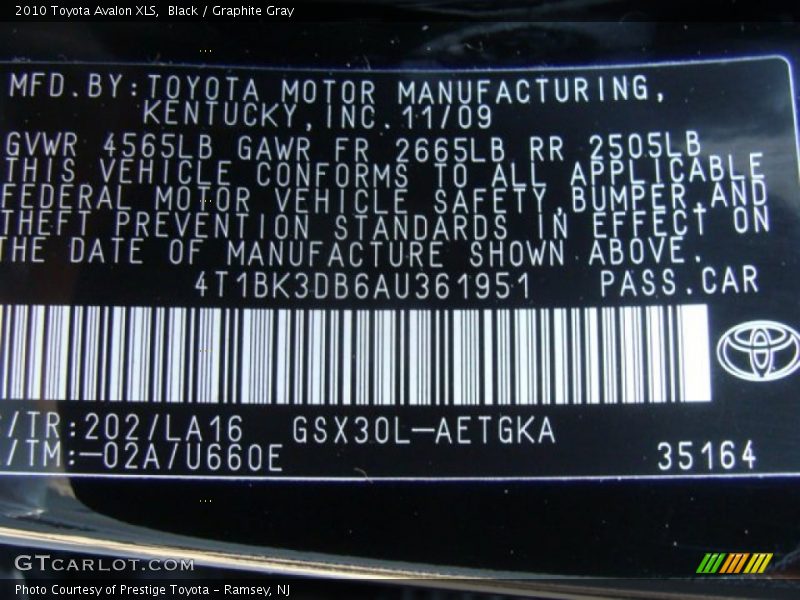 2010 Toyota Avalon XLS, Black / Graphite Gray
MFD.BY:TOYOTA MOTOR MANUFACTURING,
KENTUCKY,INC.11/09
GVWR 4565LB GAWR FR 2665LB RR 2505LB
THIS VEHICLE CONFORMS TO ALL APPLICABLE
FEDERAL MOTOR VEHICLE SAFETY,BUMPER,AND
THEFT PREVENTION STANDARDS IN EFFECT ON
THE DATE OF MANUFACTURE SHOWN ABOVE.
4T1BK3DB6AU361951 PASS.CAR
/TR:202/LA16 GSX30L-AETGKA
/TM:-02A/U660E 35164
GTCARLOT.COM
Photo Courtesy of Prestige Toyota - Ramsey, NJ